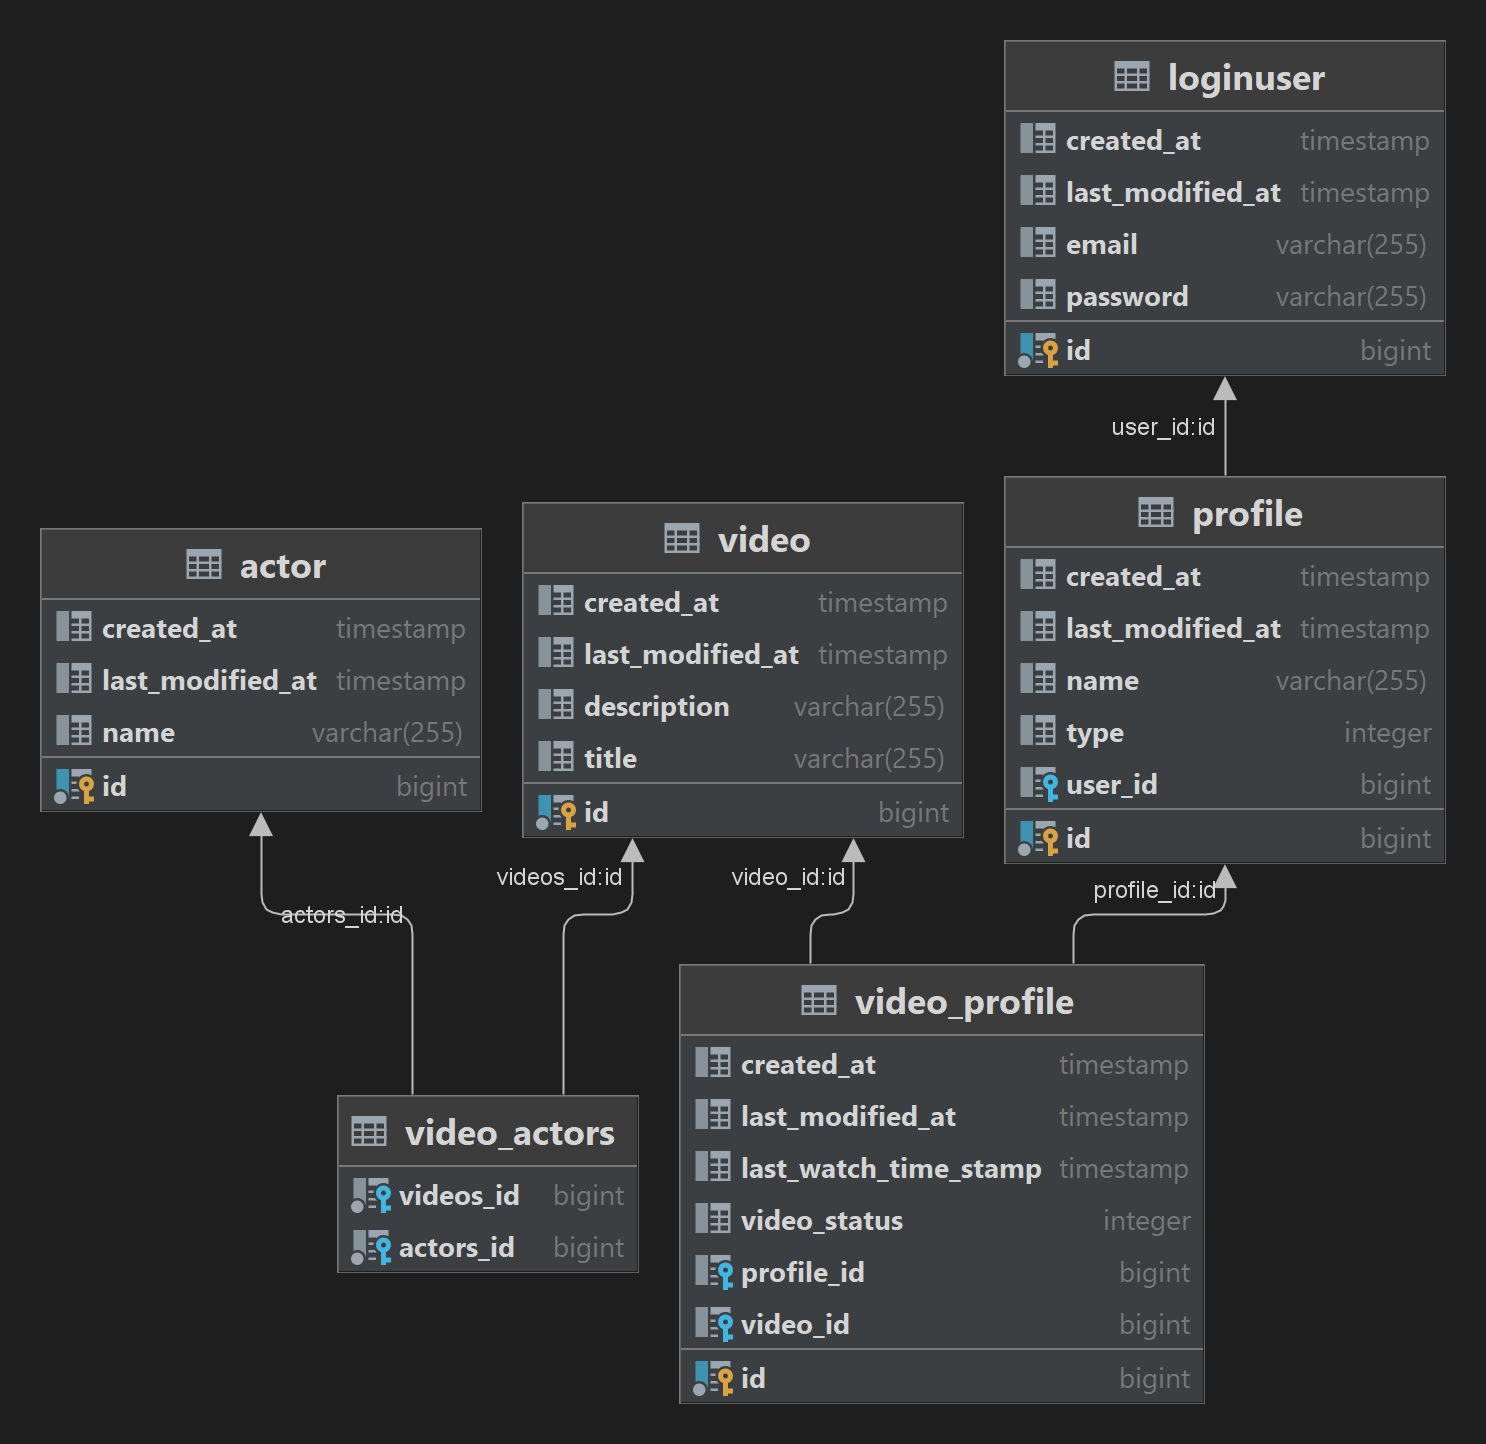 loginuser
created_at timestamp
last_modified_at timestamp
email varchar(255)
password varchar(255)
id bigint
user_id:id
profile
created_at timestamp
last_modified_at timestamp
name varchar(255)
type integer
user_id bigint
id bigint
video
created_at timestamp
last_modified_at timestamp
description varchar(255)
title varchar(255)
id bigint
actor
created_at timestamp
last_modified_at timestamp
name varchar(255)
id bigint
actors_id:id
videos_id:id
video_id:id
profile_id:id
video_actors
videos_id bigint
actors_id bigint
video_profile
created_at timestamp
last_modified_at timestamp
last_watch_time_stamp timestamp
video_status integer
profile_id bigint
video_id bigint
id bigint